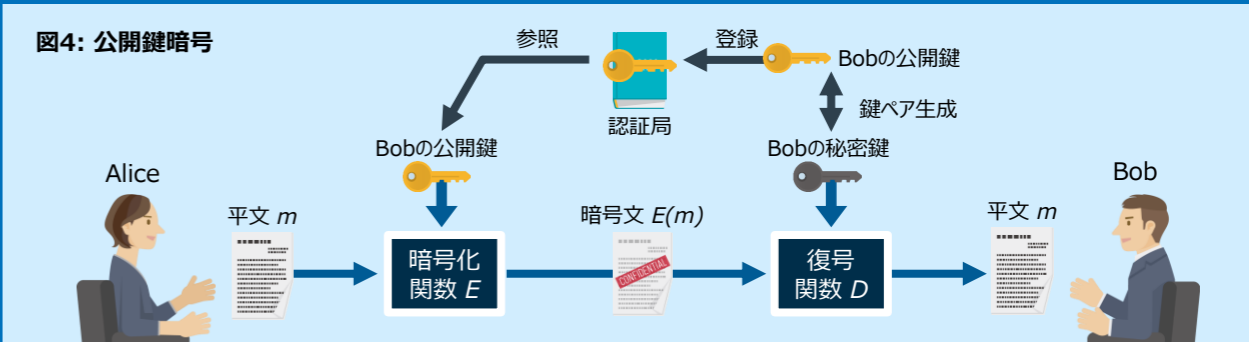 図4: 公開鍵暗号
参照
登録
Bobの公開鍵
鍵ペア生成
認証局
Bobの公開鍵
Bobの秘密鍵
Alice
Bob
平文 m
暗号文 E(m)
平文 m
暗号化
関数 E
CONFIDENTIAL
復号
関数 D